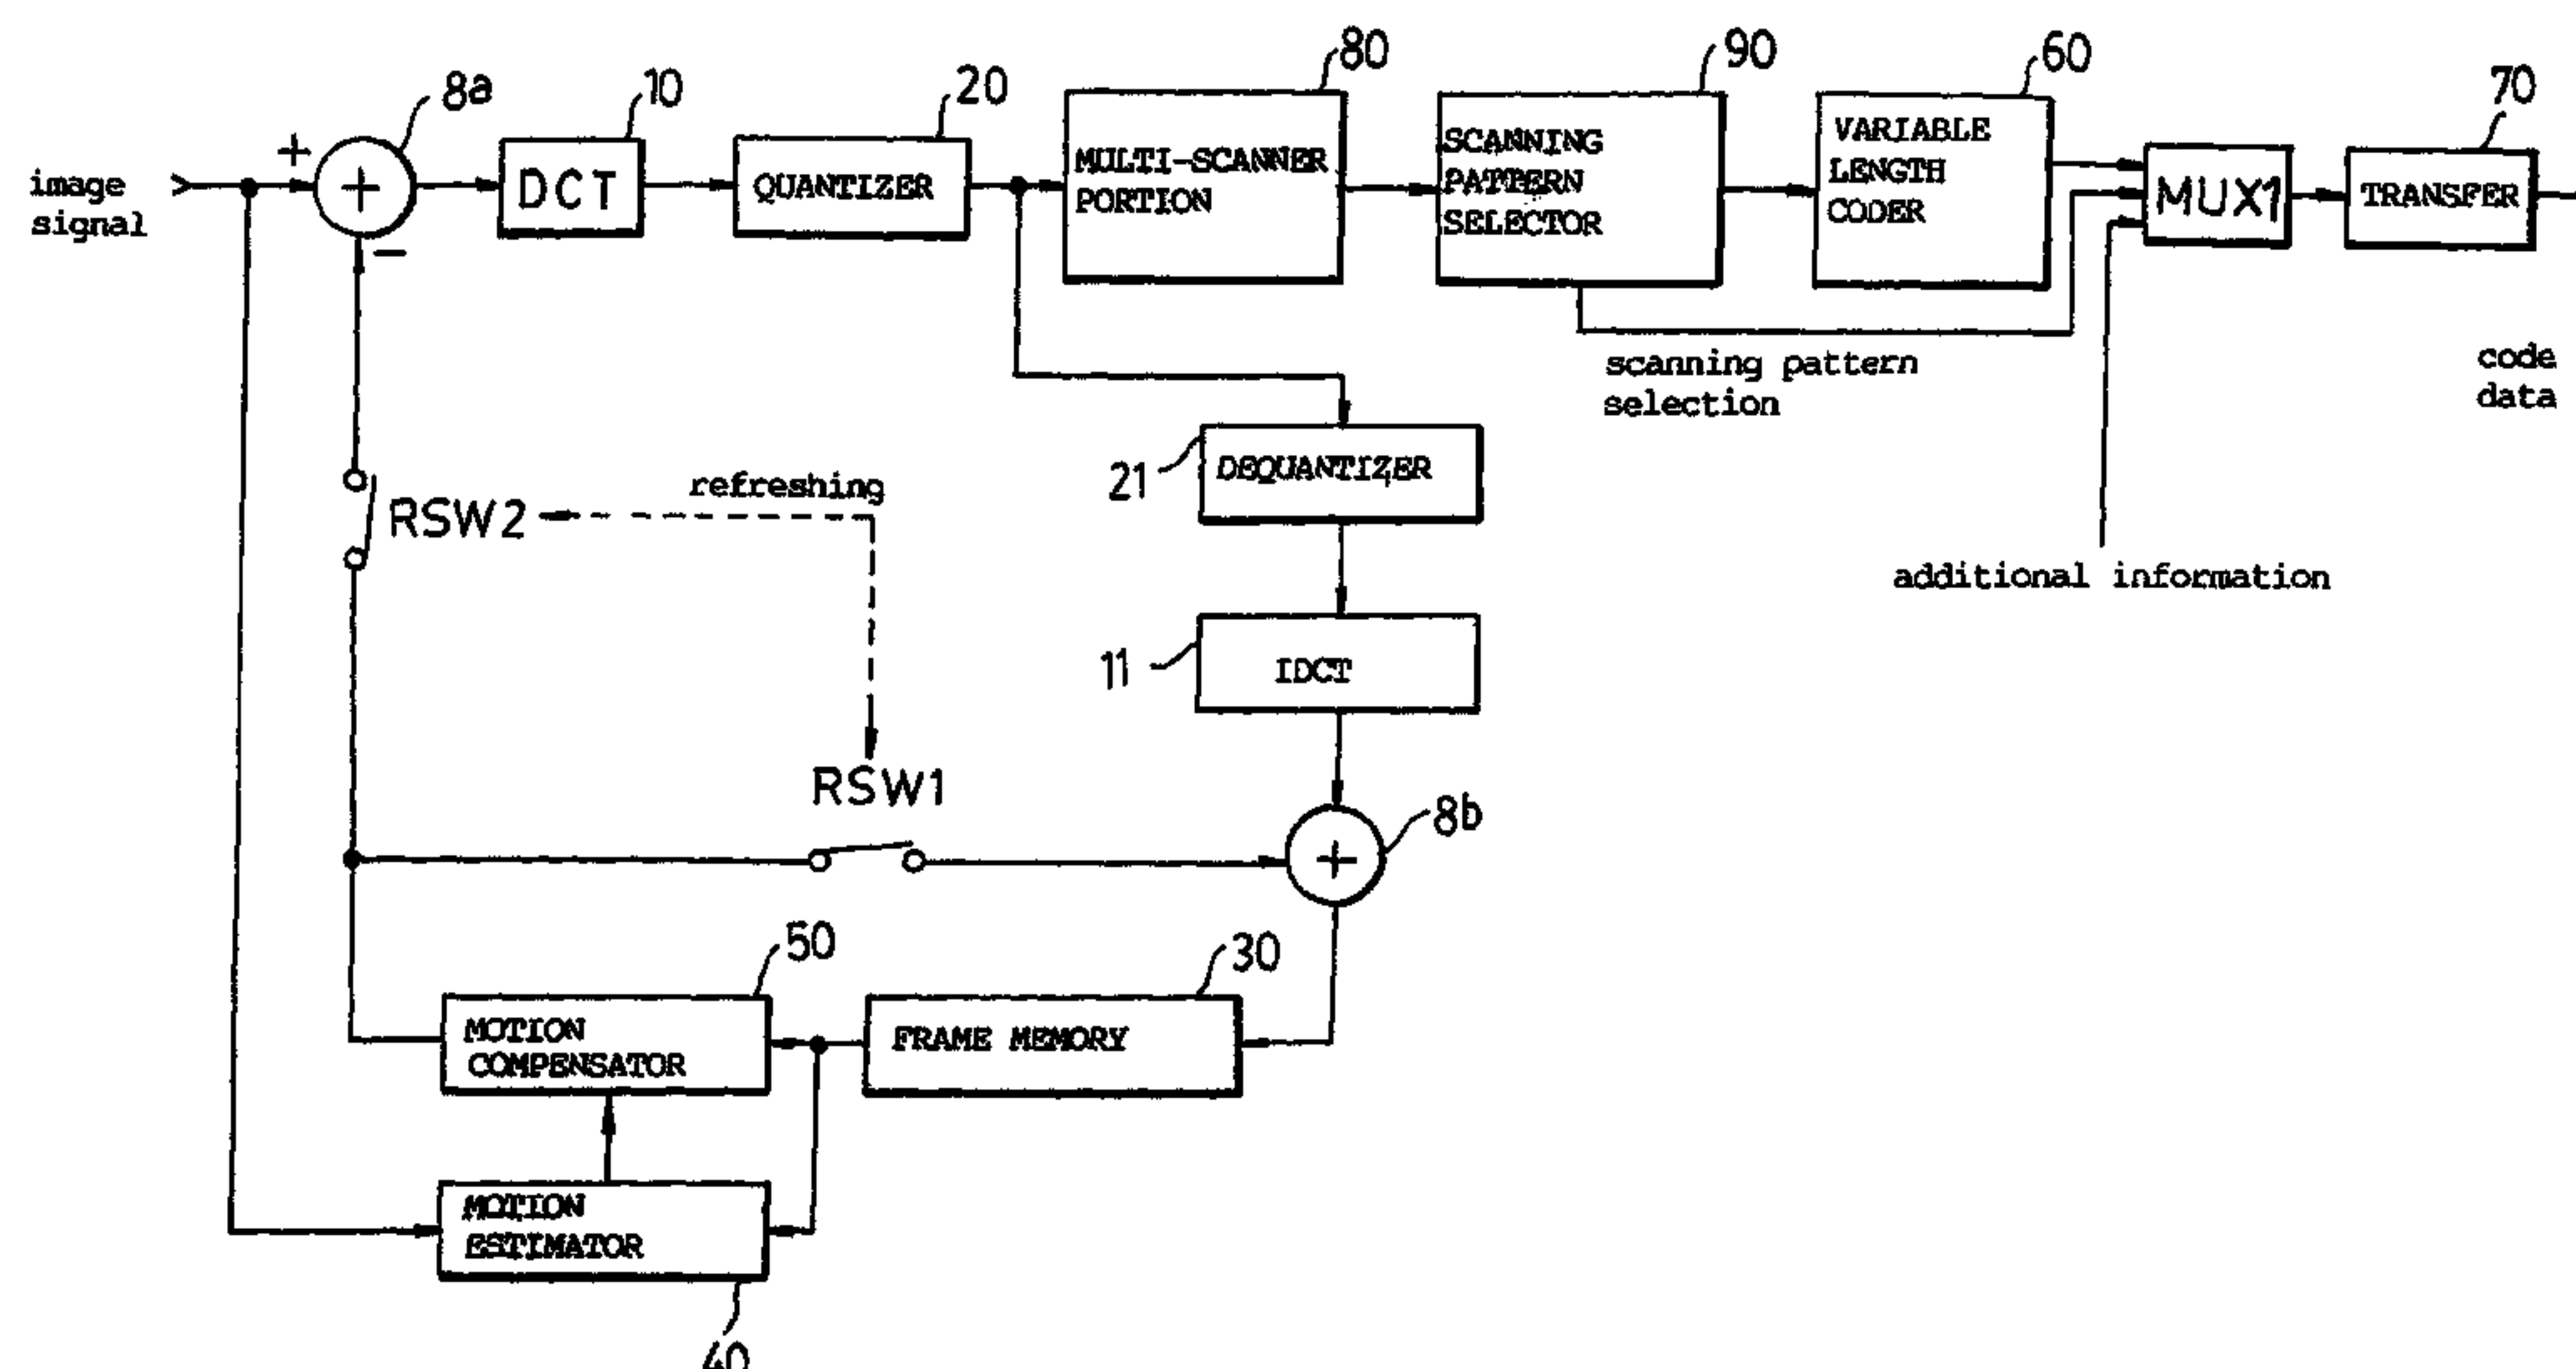 80
90
60
8a
10
20
70
+
image
signal
+
DCT
QUANTIZER
MULTI-SCANNER
PORTION
SCANNING
PATTERN
SELECTOR
VARIABLE
LENGTH
CODER
MUX1
TRANSFER
−
scanning pattern
selection
code
data
21
DEQUANTIZER
refreshing
RSW2
additional information
11
IDCT
RSW1
8b
+
50
30
MOTION
COMPENSATOR
FRAME MEMORY
MOTION
ESTIMATOR
40